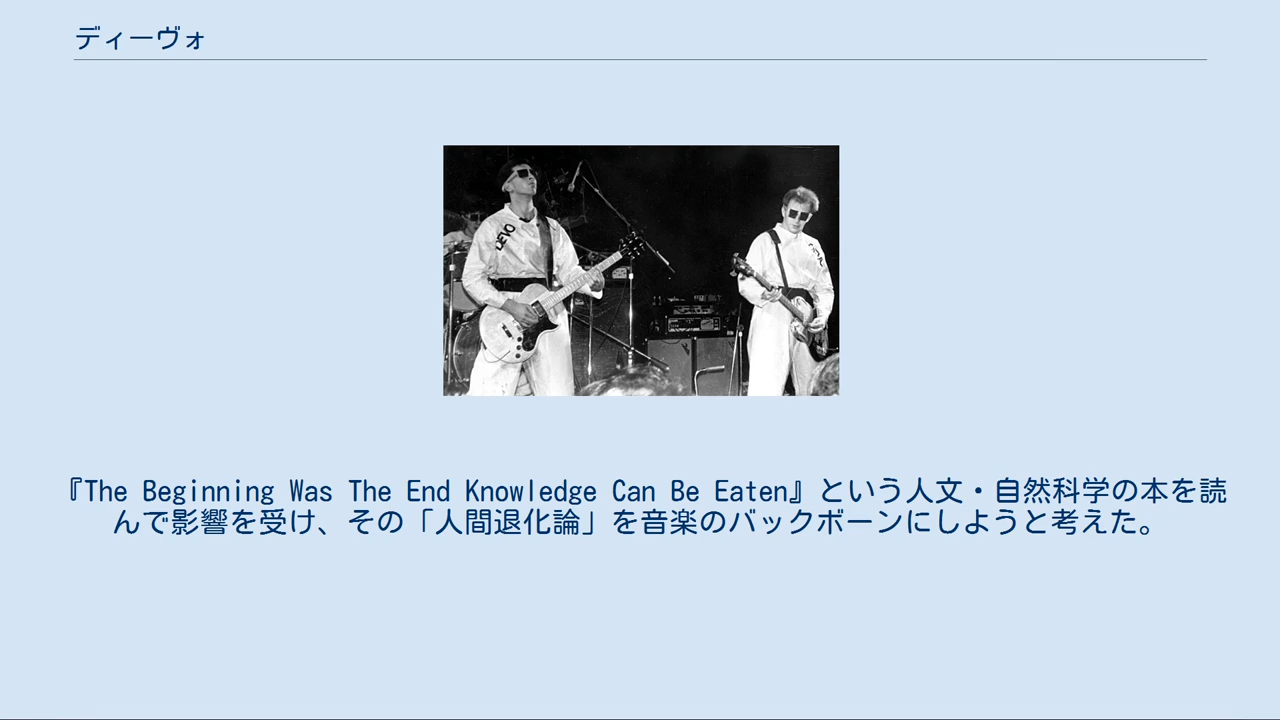 ディーヴォ
DEVO
『The Beginning Was The End Knowledge Can Be Eaten』という人文・自然科学の本を読
んで影響を受け、その「人間退化論」を音楽のバックボーンにしようと考えた。